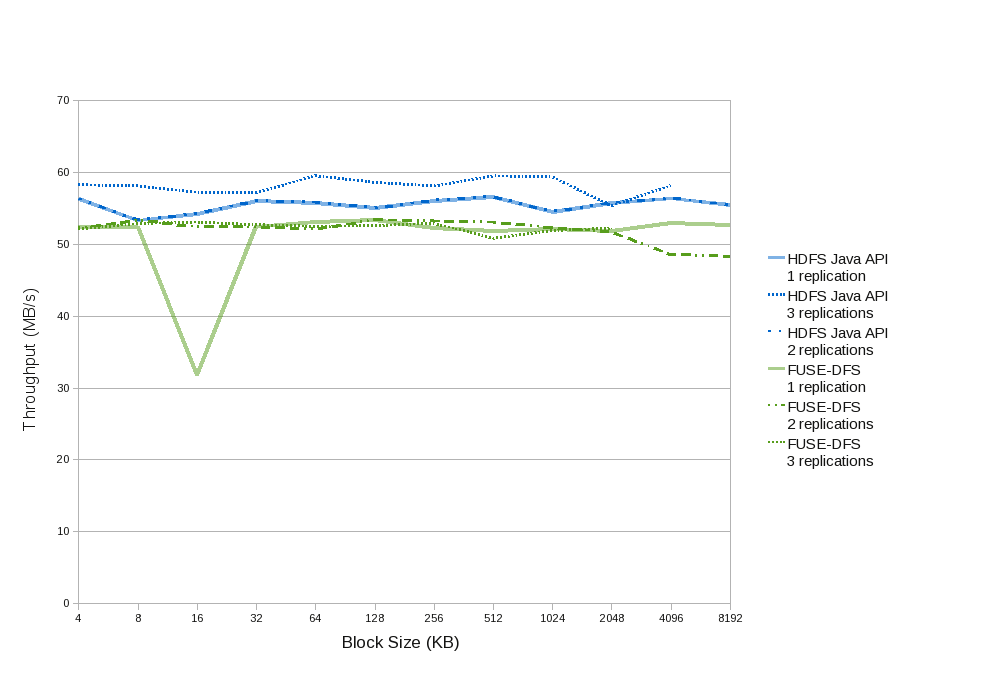 70
60
50
40
30
20
10
0
4 8 16 32 64 128 256 512 1024 2048 4096 8192
Throughput (MB/s)
Block Size (KB)
HDFS Java API
1 replication
HDFS Java API
3 replications
HDFS Java API
2 replications
FUSE-DFS
1 replication
FUSE-DFS
2 replications
FUSE-DFS
3 replications